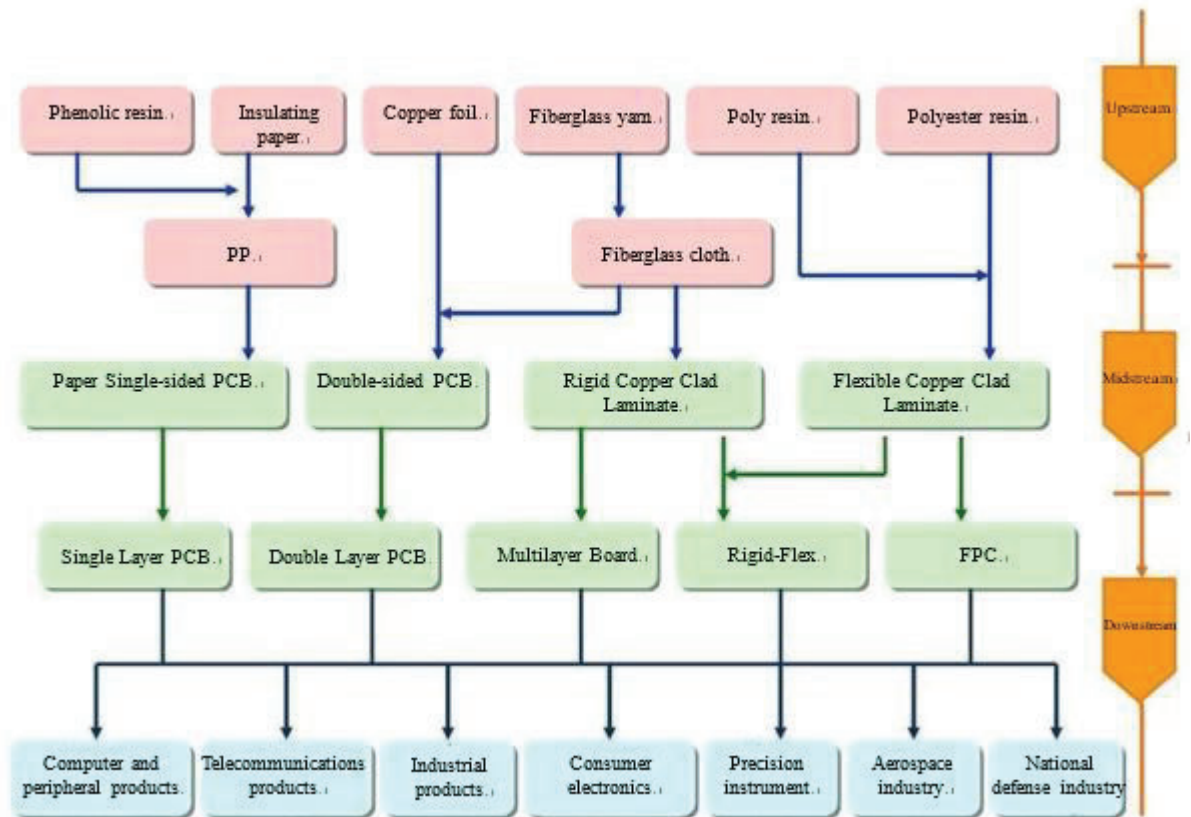 Phenolic resin.
Insulating
paper.
Copper foil.
Fiberglass yarn.
Poly resin.
Polyester resin.
Upstream.
PP.
Fiberglass cloth.
Paper Single-sided PCB.
Double-sided PCB.
Rigid Copper Clad
Laminate.
Flexible Copper Clad
Laminate.
Midstream.
Single Layer PCB.
Double Layer PCB.
Multilayer Board.
Rigid-Flex.
FPC.
Downstream
Computer and
peripheral products.
Telecommunications
products.
Industrial
products.
Consumer
electronics.
Precision
instrument.
Aerospace
industry.
National
defense industry